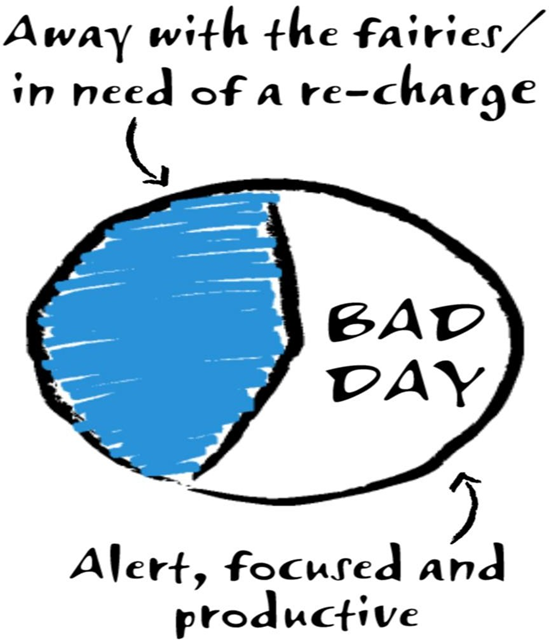 Away with the fairies/
in need of a re-charge
BAD
DAY
Alert, focused and
productive